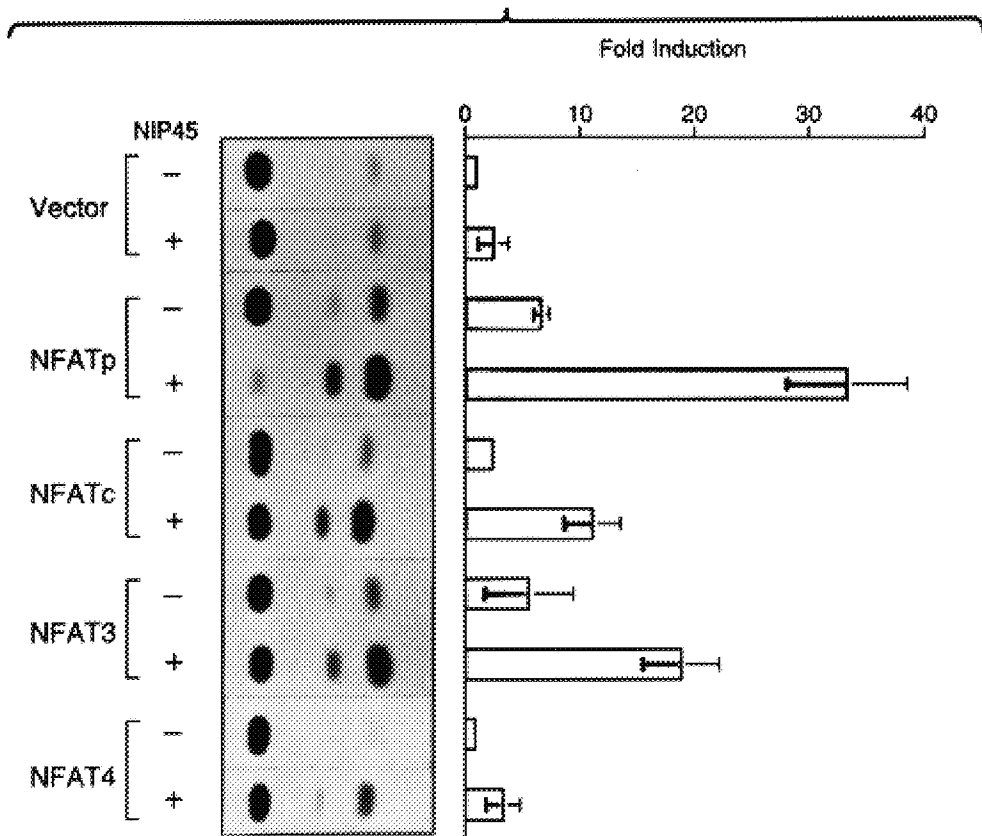 Fold Induction
0 10 20 30 40
NIP45
Vector
−
+
NFATp
−
+
NFATc
−
+
NFAT3
−
+
NFAT4
−
+